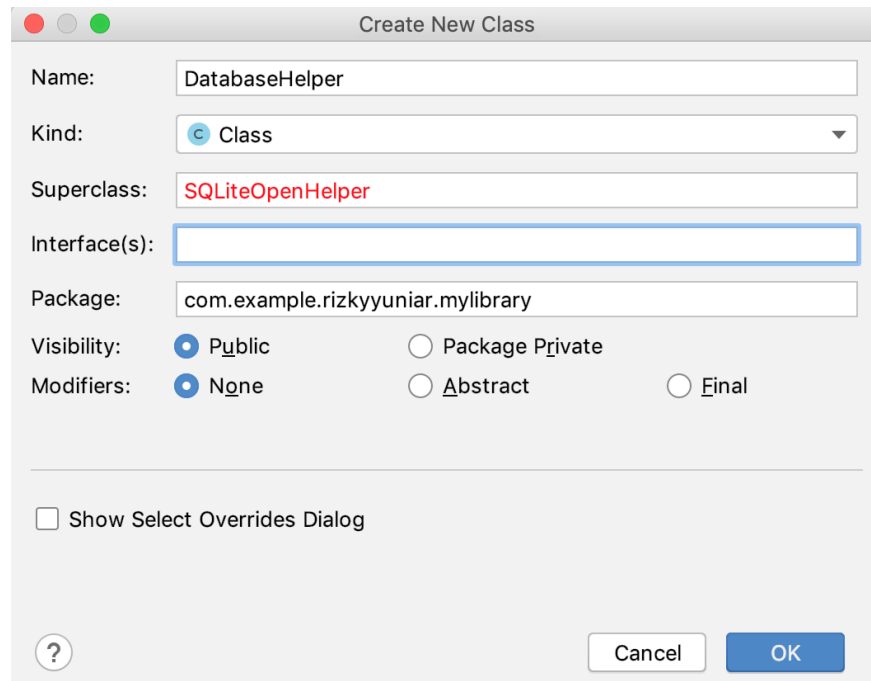 Create New Class
Name: DatabaseHelper
Kind: C Class
Superclass: SQLiteOpenHelper
Interface(s):
Package: com.example.rizkyyuniar.mylibrary
Visibility: Public Package Private
Modifiers: None Abstract Final
Show Select Overrides Dialog
? Cancel OK